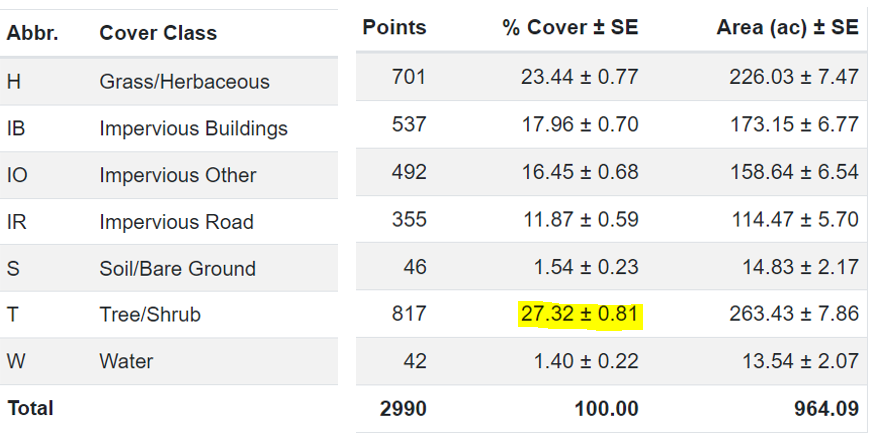 Abbr. Cover Class Points % Cover ± SE Area (ac) ± SE
H Grass/Herbaceous 701 23.44 ± 0.77 226.03 ± 7.47
IB Impervious Buildings 537 17.96 ± 0.70 173.15 ± 6.77
IO Impervious Other 492 16.45 ± 0.68 158.64 ± 6.54
IR Impervious Road 355 11.87 ± 0.59 114.47 ± 5.70
S Soil/Bare Ground 46 1.54 ± 0.23 14.83 ± 2.17
T Tree/Shrub 817 27.32 ± 0.81 263.43 ± 7.86
W Water 42 1.40 ± 0.22 13.54 ± 2.07
Total 2990 100.00 964.09